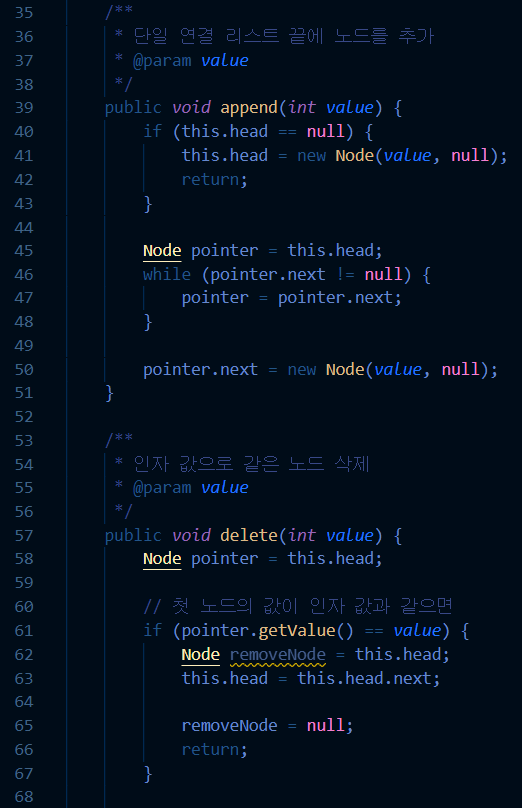 35 /**
36  * 단일 연결 리스트 끝에 노드를 추가
37  * @param value
38  */
39 public void append(int value) {
40     if (this.head == null) {
41         this.head = new Node(value, null);
42         return;
43     }
44
45     Node pointer = this.head;
46     while (pointer.next != null) {
47         pointer = pointer.next;
48     }
49
50     pointer.next = new Node(value, null);
51 }
52
53 /**
54  * 인자 값으로 같은 노드 삭제
55  * @param value
56  */
57 public void delete(int value) {
58     Node pointer = this.head;
59
60     // 첫 노드의 값이 인자 값과 같으면
61     if (pointer.getValue() == value) {
62         Node removeNode = this.head;
63         this.head = this.head.next;
64
65         removeNode = null;
66         return;
67     }
68